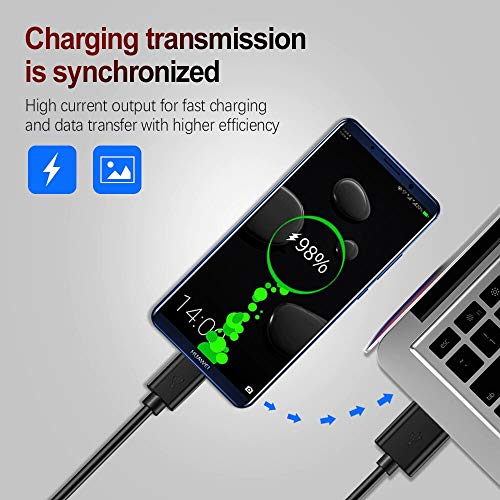 Charging transmission
is synchronized
High current output for fast charging
and data transfer with higher efficiency
98%
14:0
HUAWEI
esc